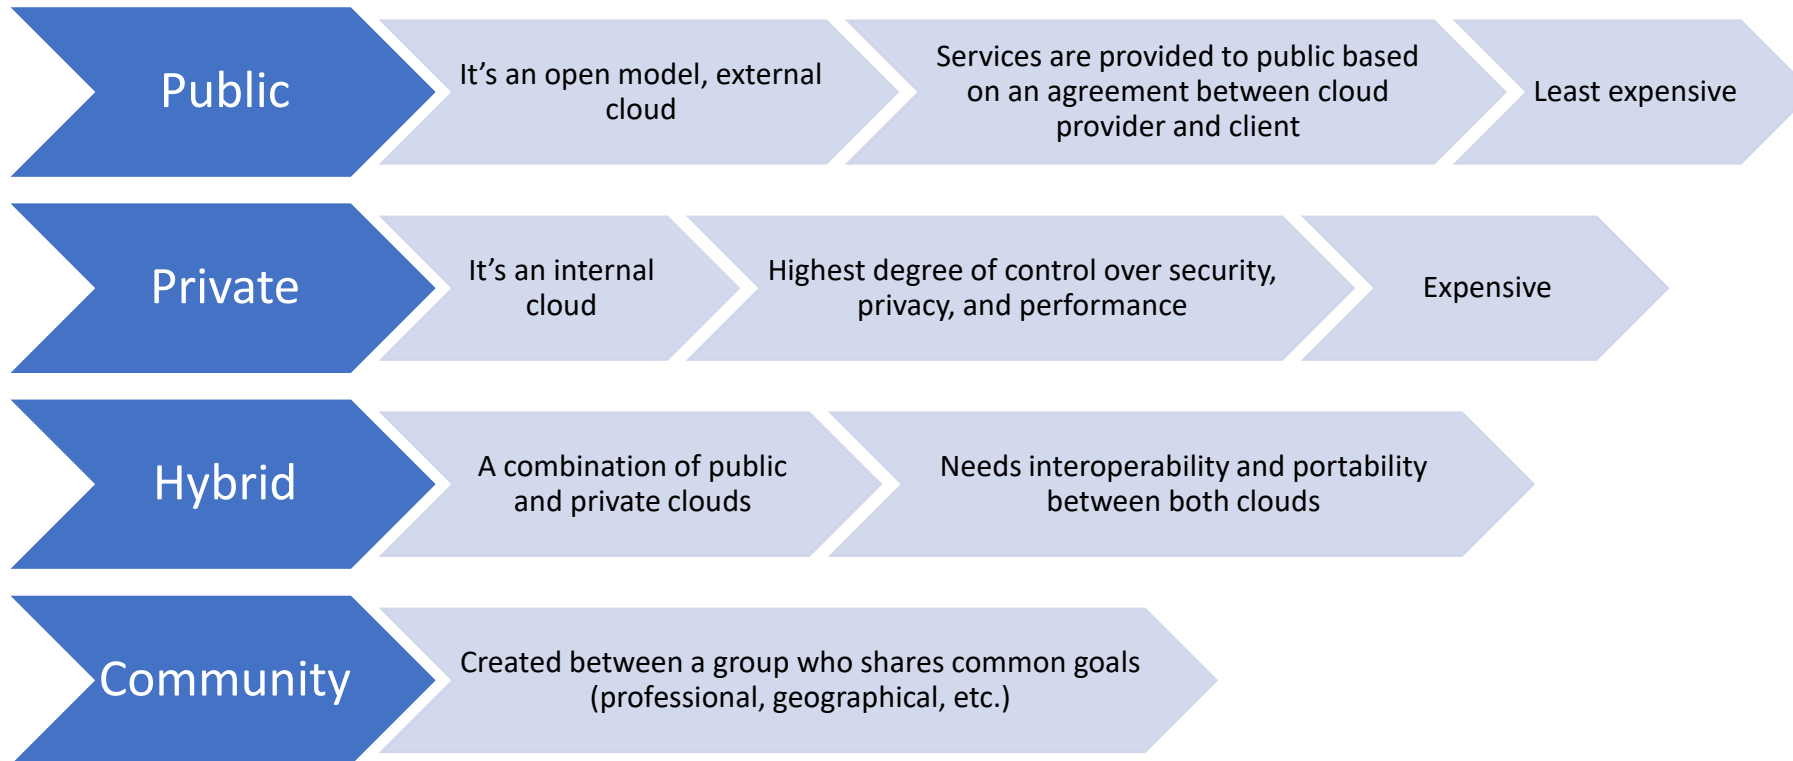 Public
It’s an open model, external
cloud
Services are provided to public based
on an agreement between cloud
provider and client
Least expensive
Private
It’s an internal
cloud
Highest degree of control over security,
privacy, and performance
Expensive
Hybrid
A combination of public
and private clouds
Needs interoperability and portability
between both clouds
Community
Created between a group who shares common goals
(professional, geographical, etc.)